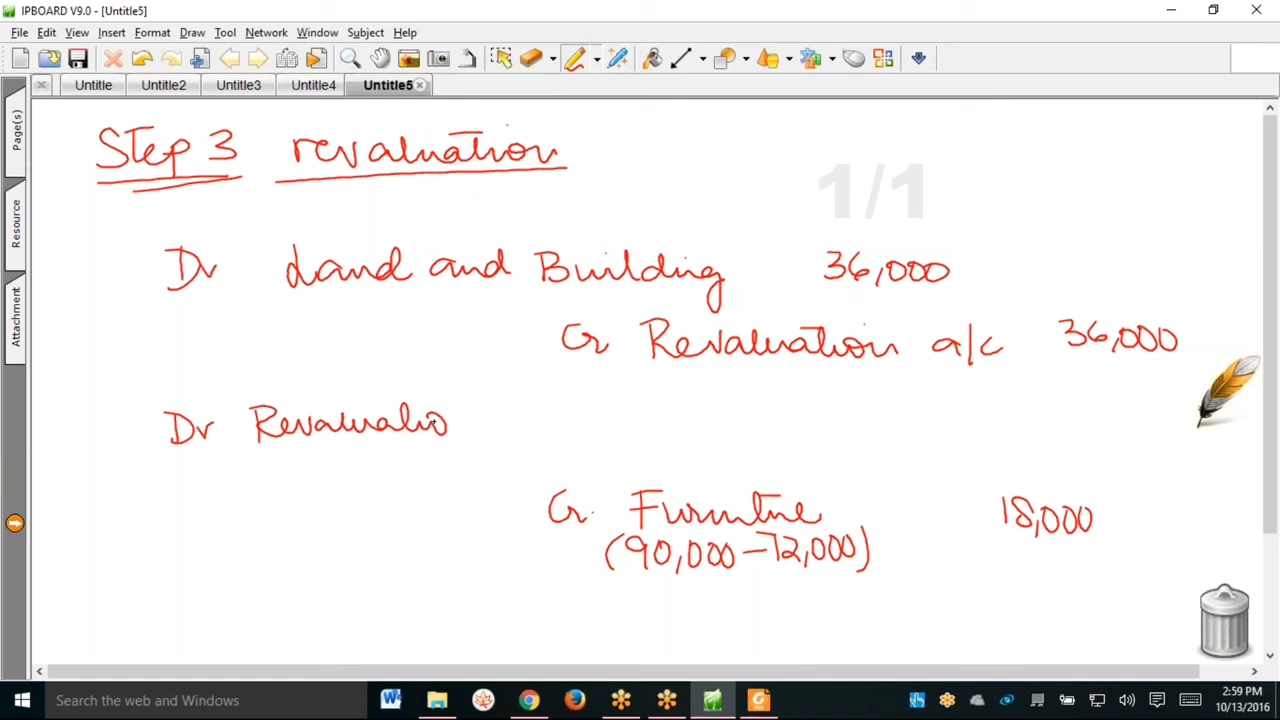 IPBOARD V9.0 - [Untitle5]
File Edit View Insert Format Draw Tool Network Window Subject Help
Untitle Untitle2 Untitle3 Untitle4 Untitle5
Page(s)
Resource
Attachment
1/1
Step 3 revaluation
Dr Land and Building 36,000
Cr Revaluation a/c 36,000
Dr Revaluatio
Cr Furniture 18,000
(90,000-72,000)
Search the web and Windows
2:59 PM
10/13/2016